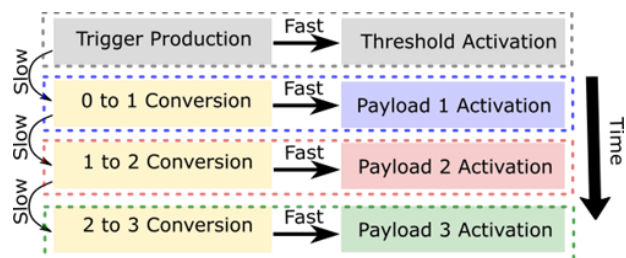 Trigger Production
Fast
Threshold Activation
Slow
0 to 1 Conversion
Fast
Payload 1 Activation
Slow
1 to 2 Conversion
Fast
Payload 2 Activation
Slow
2 to 3 Conversion
Fast
Payload 3 Activation
Time